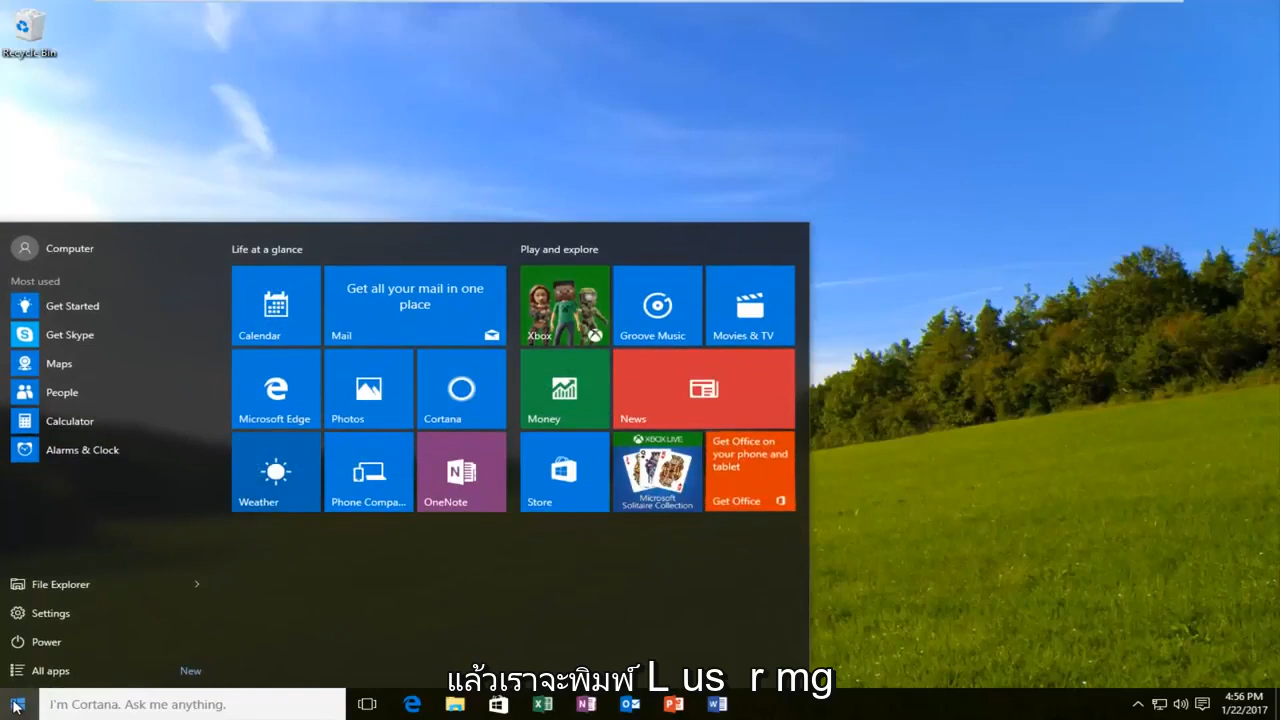 Recycle Bin
Computer
Most used
Get Started
Get Skype
Maps
People
Calculator
Alarms & Clock
File Explorer
Settings
Power
All apps New
Life at a glance
Calendar
Get all your mail in one
place
Mail
Microsoft Edge
Photos
Cortana
Weather
Phone Compa...
OneNote
Play and explore
Xbox
Groove Music
Movies & TV
Money
News
Store
XBOX LIVE
Microsoft
Solitaire Collection
Get Office on
your phone and
tablet
Get Office
แล้วเราจะพิมพ์ L us r mg
I'm Cortana. Ask me anything.
4:56 PM
1/22/2017